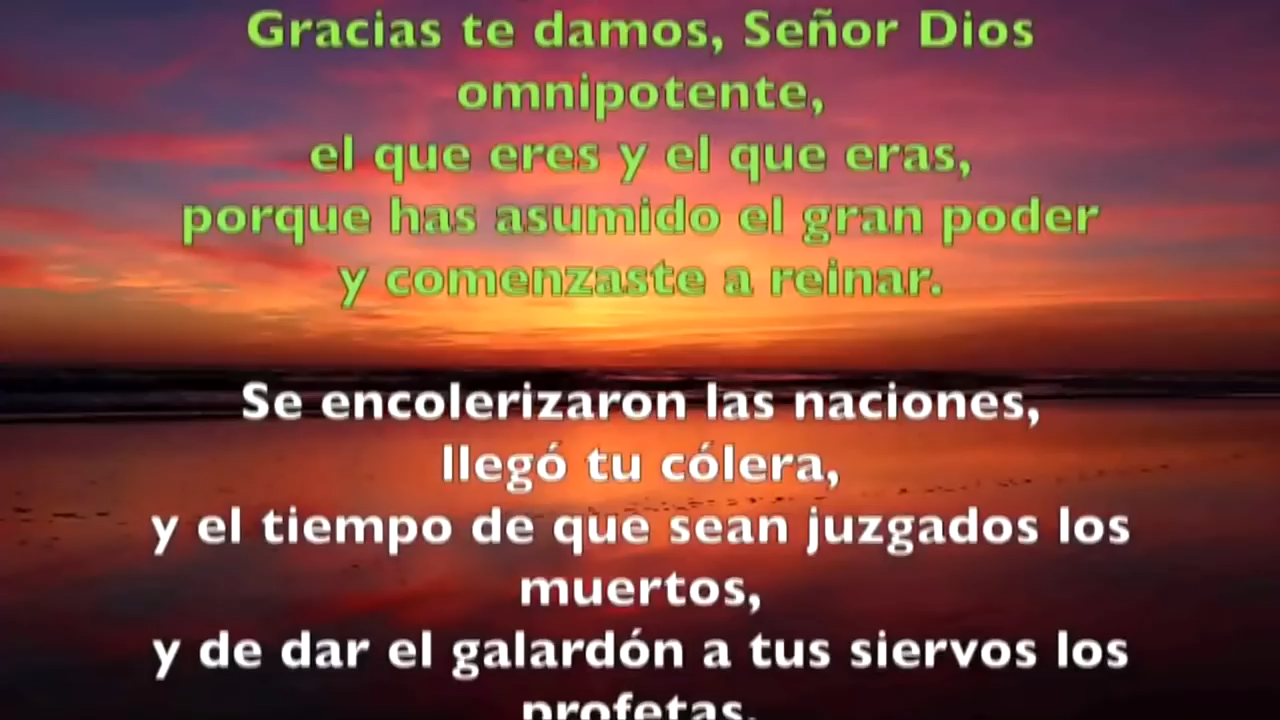 Gracias te damos, Señor Dios
omnipotente,
el que eres y el que eras,
porque has asumido el gran poder
y comenzaste a reinar.
Se encolerizaron las naciones,
llegó tu cólera,
y el tiempo de que sean juzgados los
muertos,
y de dar el galardón a tus siervos los
profetas,